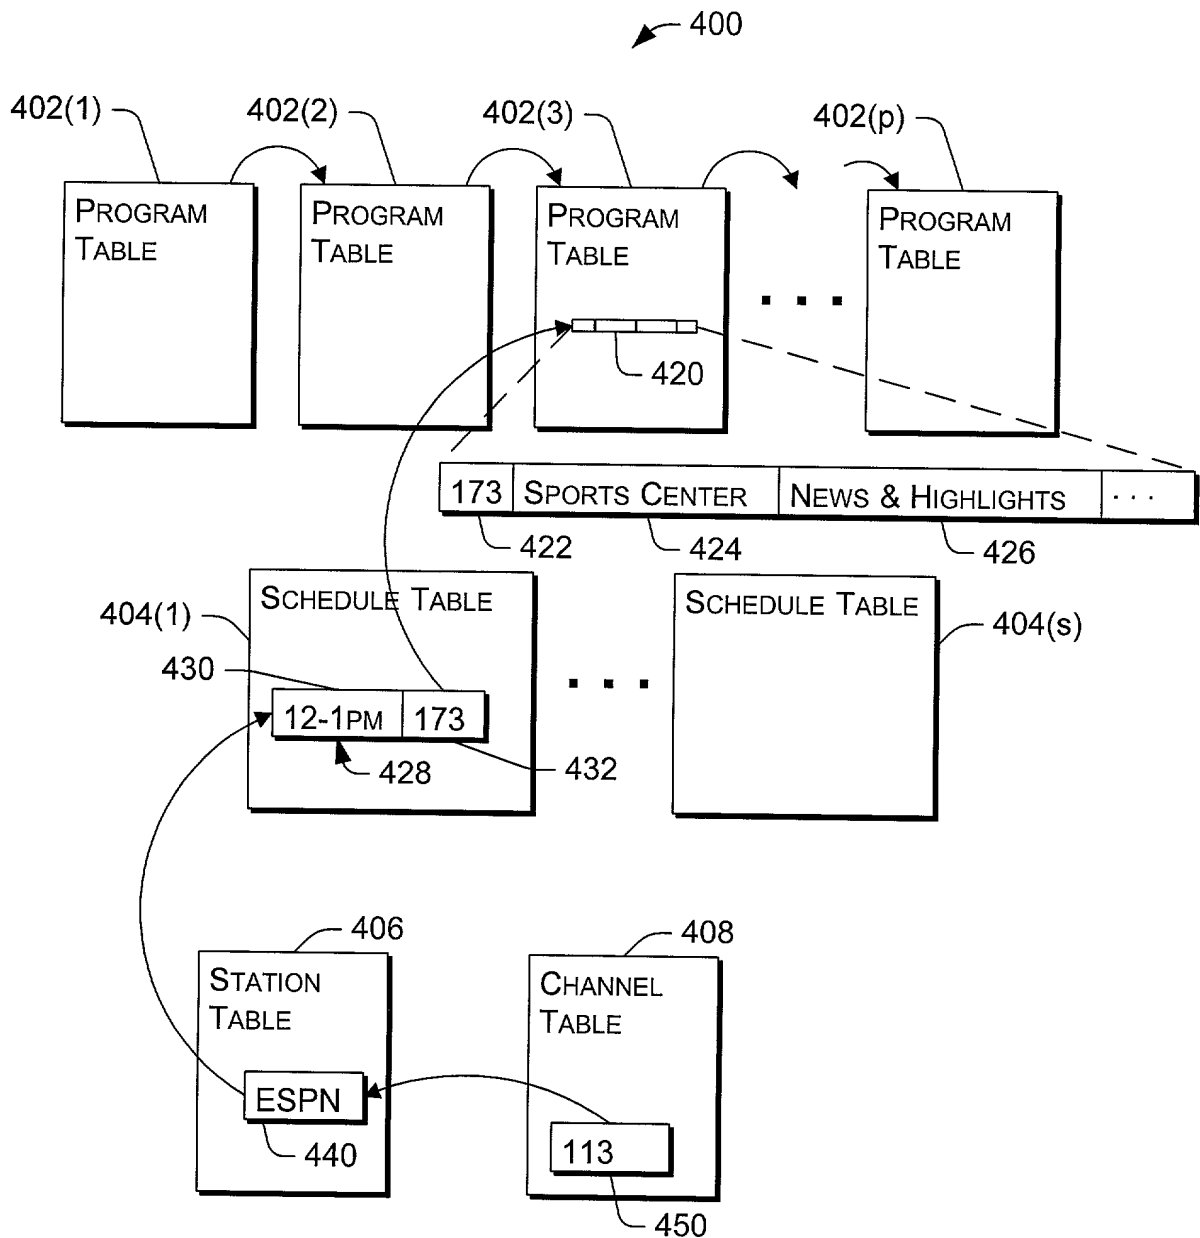 400
402(1) 402(2) 402(3) 402(p)
PROGRAM TABLE
PROGRAM TABLE
PROGRAM TABLE
PROGRAM TABLE
. . .
420
173 SPORTS CENTER NEWS & HIGHLIGHTS . . .
422 424 426
404(1)
SCHEDULE TABLE
SCHEDULE TABLE
404(s)
430
. . .
12-1PM 173
428 432
406 408
STATION TABLE
CHANNEL TABLE
ESPN
440
113
450